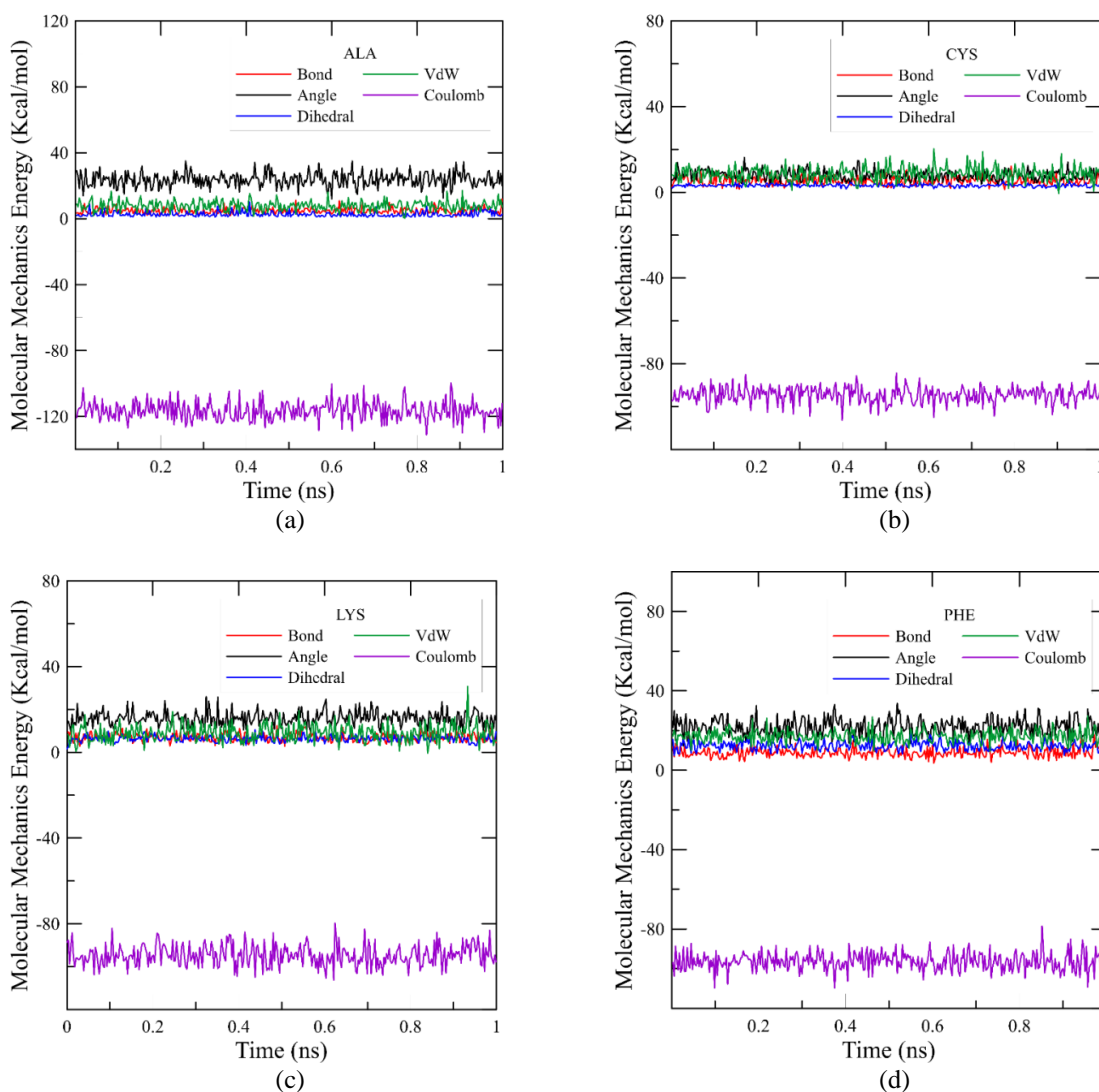 Molecular Mechanics Energy (Kcal/mol)
120
80
40
0
-40
-80
-120
ALA
Bond VdW
Angle Coulomb
Dihedral
0.2 0.4 0.6 0.8 1
Time (ns)
(a)
Molecular Mechanics Energy (Kcal/mol)
80
40
0
-40
-80
CYS
Bond VdW
Angle Coulomb
Dihedral
0.2 0.4 0.6 0.8 1
Time (ns)
(b)
Molecular Mechanics Energy (Kcal/mol)
80
40
0
-40
-80
LYS
Bond VdW
Angle Coulomb
Dihedral
0 0.2 0.4 0.6 0.8 1
Time (ns)
(c)
Molecular Mechanics Energy (Kcal/mol)
80
40
0
-40
-80
PHE
Bond VdW
Angle Coulomb
Dihedral
0.2 0.4 0.6 0.8
Time (ns)
(d)